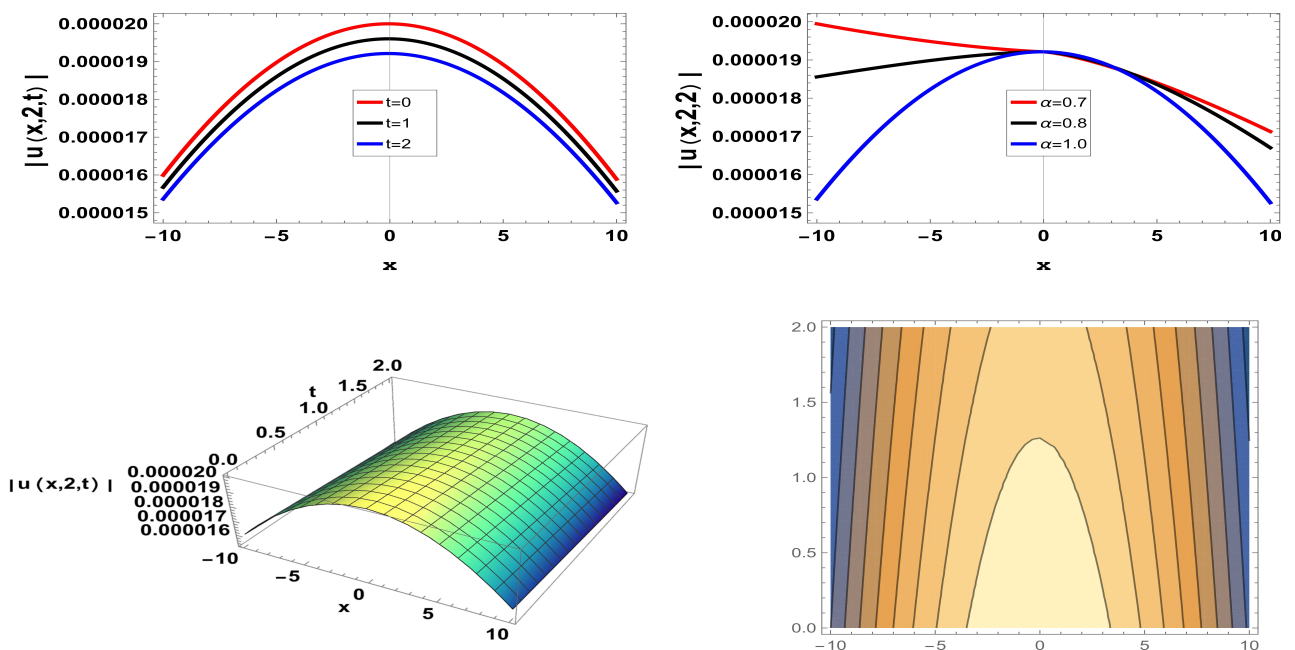 |u(x,2,t)|
0.000020
0.000019
0.000018
0.000017
0.000016
0.000015
t=0
t=1
t=2
−10 −5 0 5 10
x
|u(x,2,2)|
0.000020
0.000019
0.000018
0.000017
0.000016
0.000015
α=0.7
α=0.8
α=1.0
−10 −5 0 5 10
x
2.0
1.5
t
1.0
0.5
0.0
|u (x,2,t) |
0.000020
0.000019
0.000018
0.000017
0.000016
−10
−5
0
x
5
10
2.0
1.5
1.0
0.5
0.0
−10 −5 0 5 10